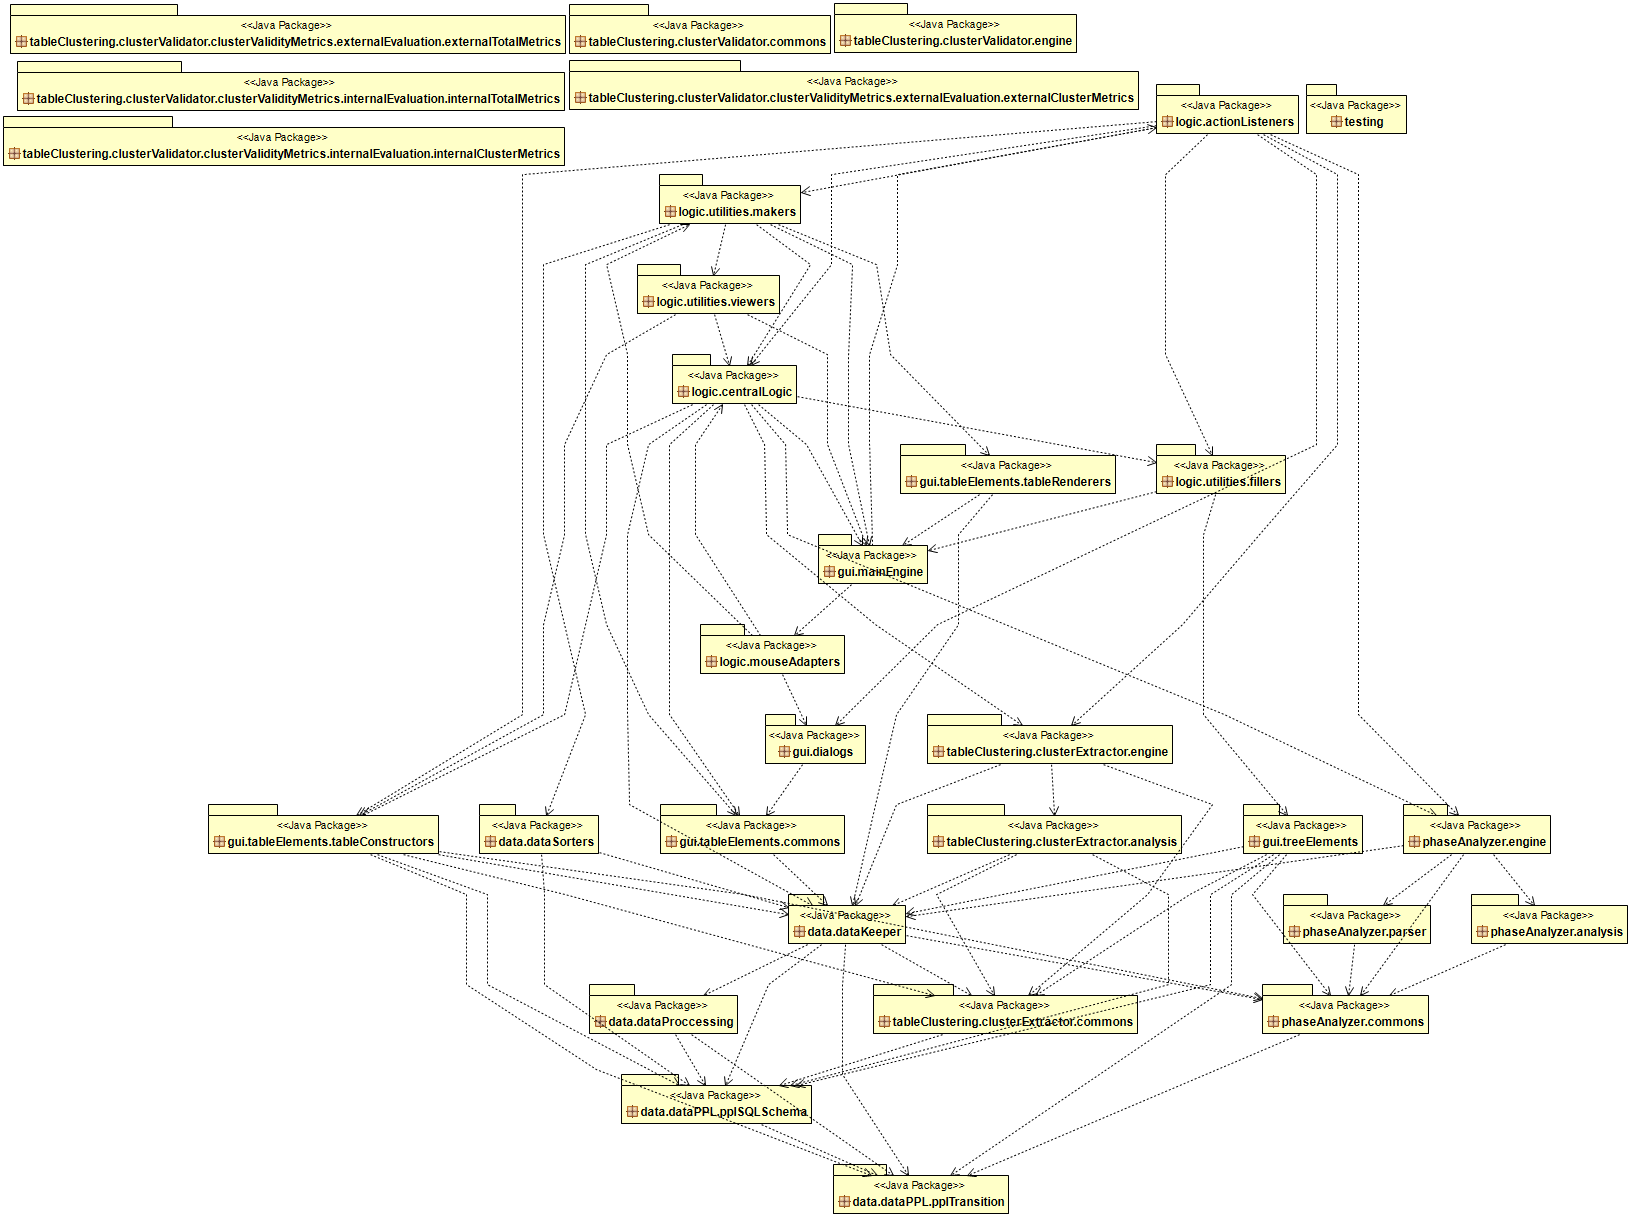 <<Java Package>>
tableClustering.clusterValidator.clusterValidityMetrics.externalEvaluation.externalTotalMetrics
<<Java Package>>
tableClustering.clusterValidator.commons
<<Java Package>>
tableClustering.clusterValidator.engine
<<Java Package>>
tableClustering.clusterValidator.clusterValidityMetrics.internalEvaluation.internalTotalMetrics
<<Java Package>>
tableClustering.clusterValidator.clusterValidityMetrics.externalEvaluation.externalClusterMetrics
<<Java Package>>
logic.actionListeners
<<Java Package>>
testing
<<Java Package>>
tableClustering.clusterValidator.clusterValidityMetrics.internalEvaluation.internalClusterMetrics
<<Java Package>>
logic.utilities.makers
<<Java Package>>
logic.utilities.viewers
<<Java Package>>
logic.centralLogic
<<Java Package>>
gui.tableElements.tableRenderers
<<Java Package>>
logic.utilities.fillers
<<Java Package>>
gui.mainEngine
<<Java Package>>
logic.mouseAdapters
<<Java Package>>
gui.dialogs
<<Java Package>>
tableClustering.clusterExtractor.engine
<<Java Package>>
gui.tableElements.tableConstructors
<<Java Package>>
data.dataSorters
<<Java Package>>
gui.tableElements.commons
<<Java Package>>
tableClustering.clusterExtractor.analysis
<<Java Package>>
gui.treeElements
<<Java Package>>
phaseAnalyzer.engine
<<Java Package>>
data.dataKeeper
<<Java Package>>
phaseAnalyzer.parser
<<Java Package>>
phaseAnalyzer.analysis
<<Java Package>>
data.dataProccessing
<<Java Package>>
tableClustering.clusterExtractor.commons
<<Java Package>>
phaseAnalyzer.commons
<<Java Package>>
data.dataPPL.pplSQLSchema
<<Java Package>>
data.dataPPL.pplTransition